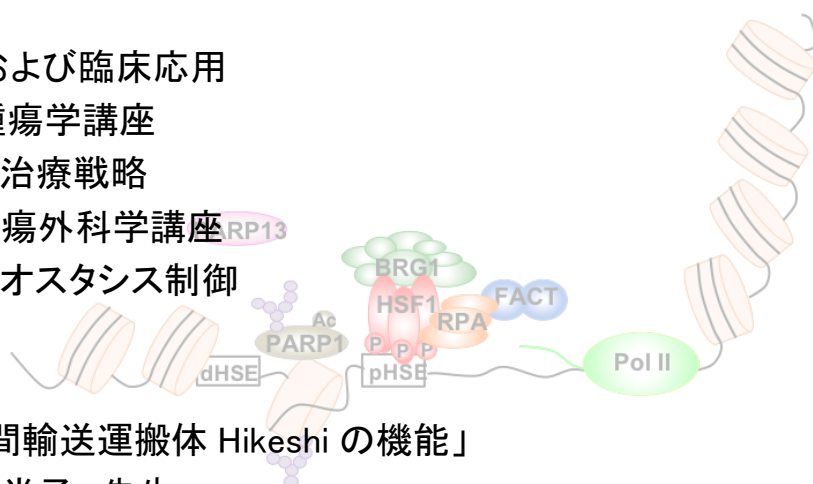 および臨床応用
腫瘍学講座
治療戦略
瘍外科学講座
PARP13
オスタシス制御
BRG1
HSF1
FACT
RPA
Ac
PARP1
P P P
Pol II
dHSE
pHSE
間輸送運搬体 Hikeshi の機能」